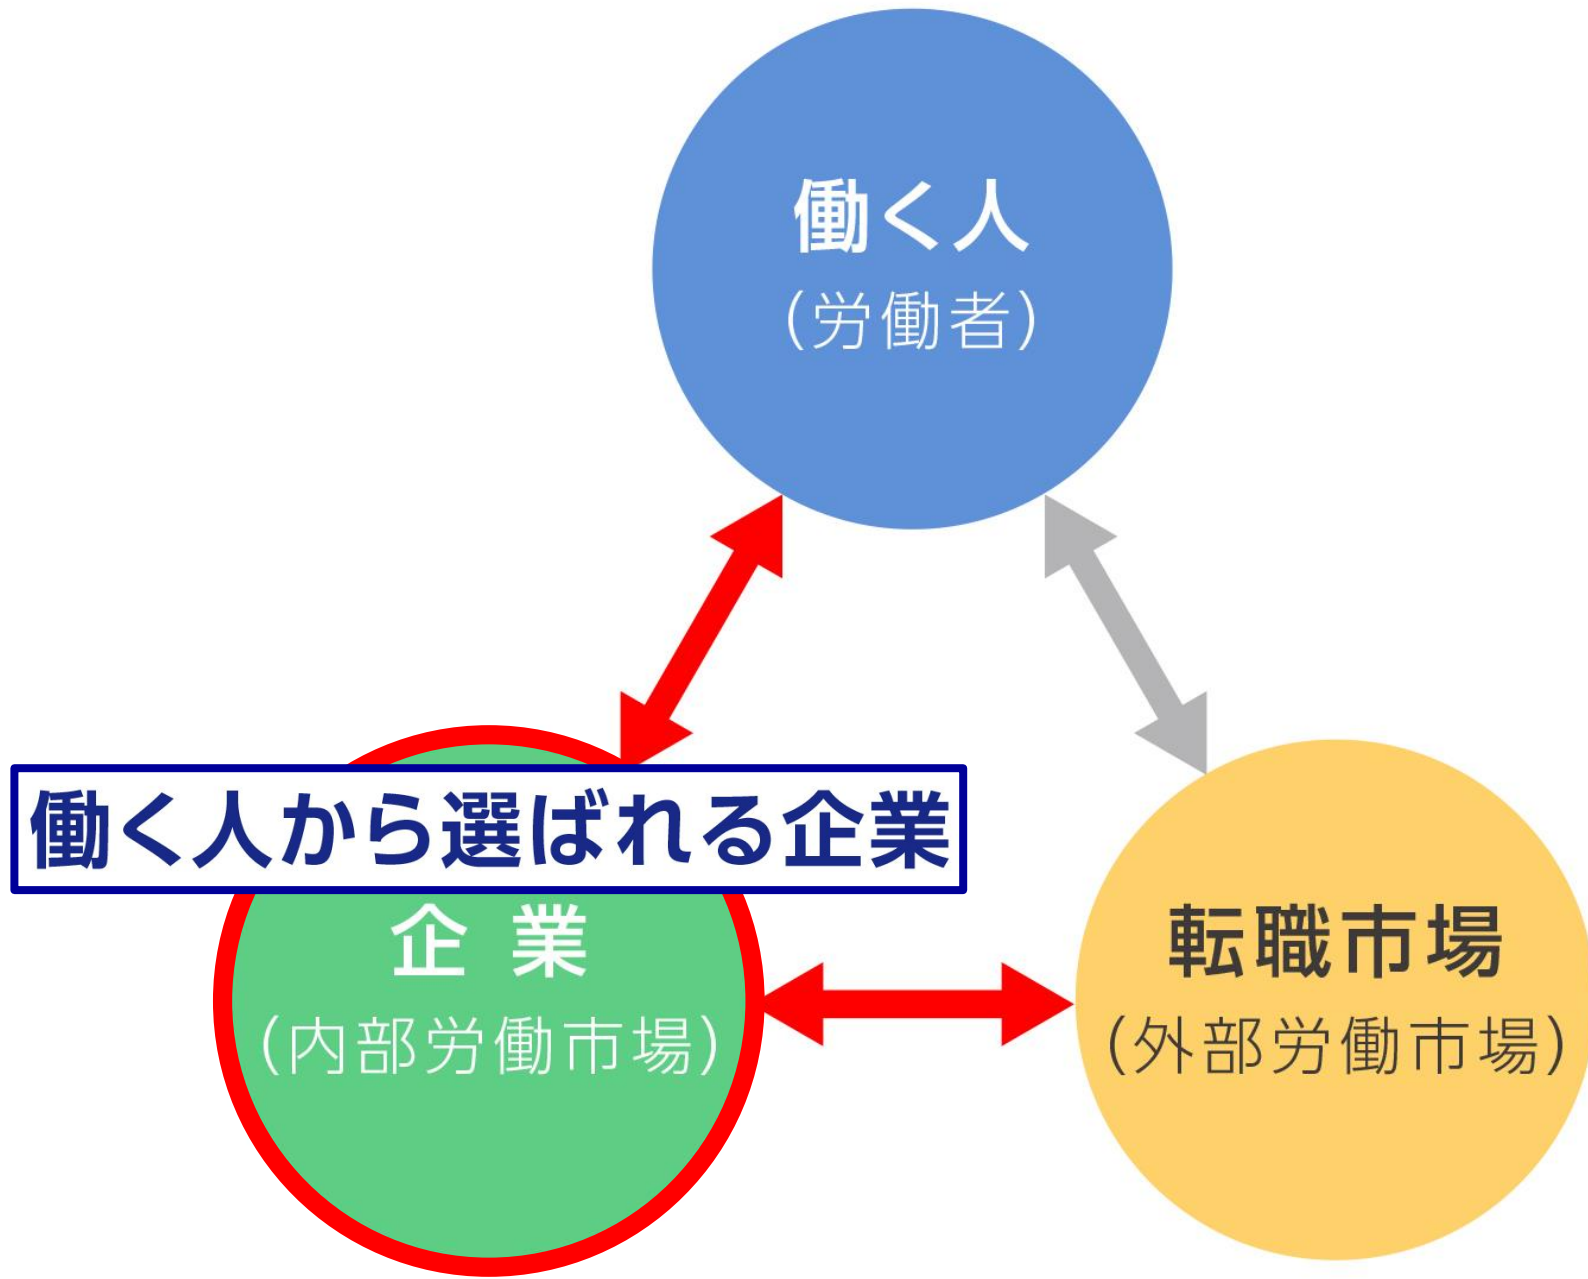 働く人
(労働者)
働く人から選ばれる企業
企 業
(内部労働市場)
転職市場
(外部労働市場)